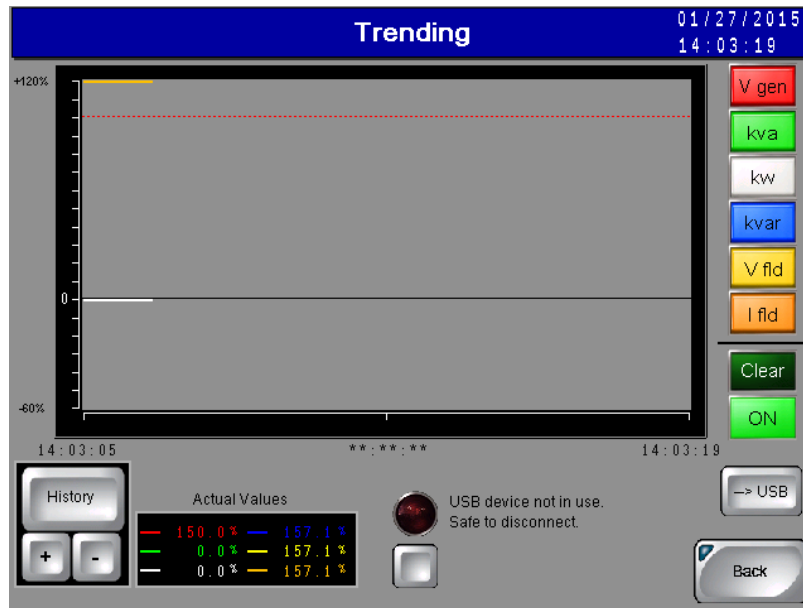 Trending
01/27/2015
14:03:19
+120%
0
-60%
14:03:05
**:**:**
14:03:19
V gen
kva
kw
kvar
V fld
I fld
Clear
ON
History
+ -
Actual Values
150.0% 157.1%
0.0% 157.1%
0.0% 157.1%
USB device not in use.
Safe to disconnect.
—> USB
Back